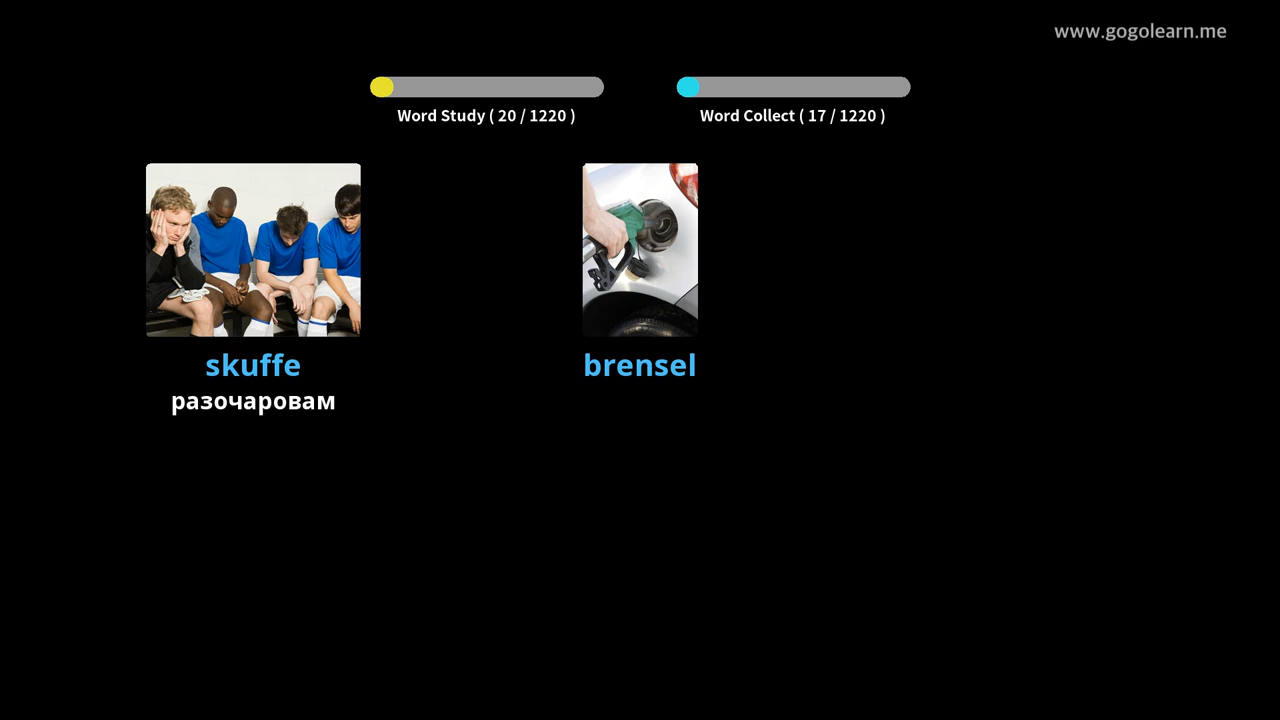 www.gogolearn.me
Word Study ( 20 / 1220 )
Word Collect ( 17 / 1220 )
skuffe
разочаровам
brensel